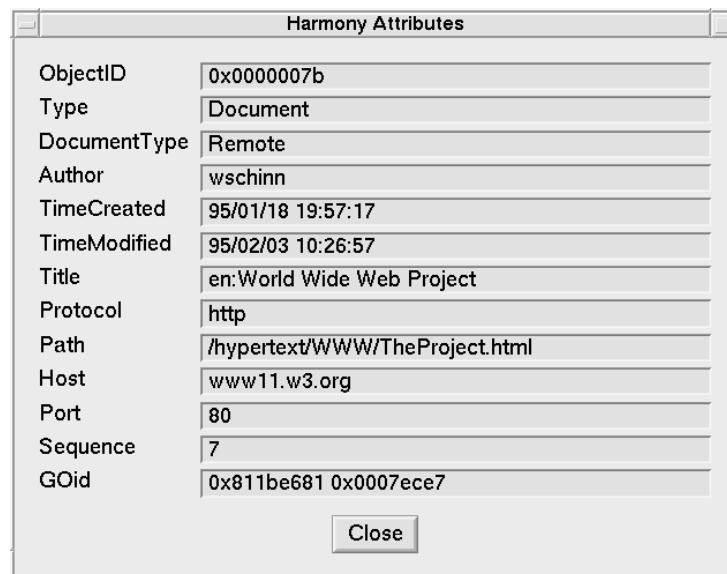 Harmony Attributes
ObjectID 0x0000007b
Type Document
DocumentType Remote
Author wschinn
TimeCreated 95/01/18 19:57:17
TimeModified 95/02/03 10:26:57
Title en:World Wide Web Project
Protocol http
Path /hypertext/WWW/TheProject.html
Host www11.w3.org
Port 80
Sequence 7
GOid 0x811be681 0x0007ece7
Close